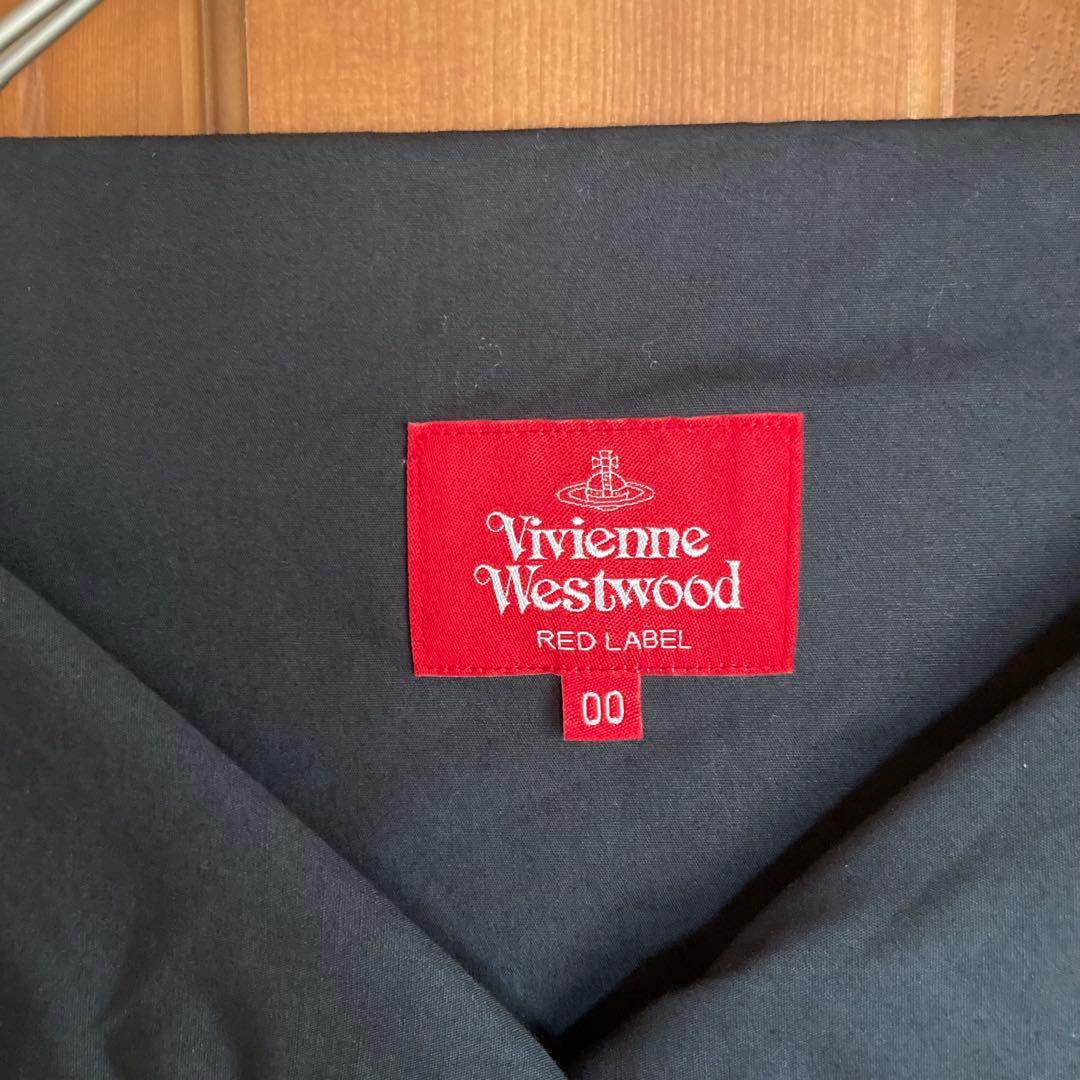 Vivienne
Westwood
RED LABEL
00